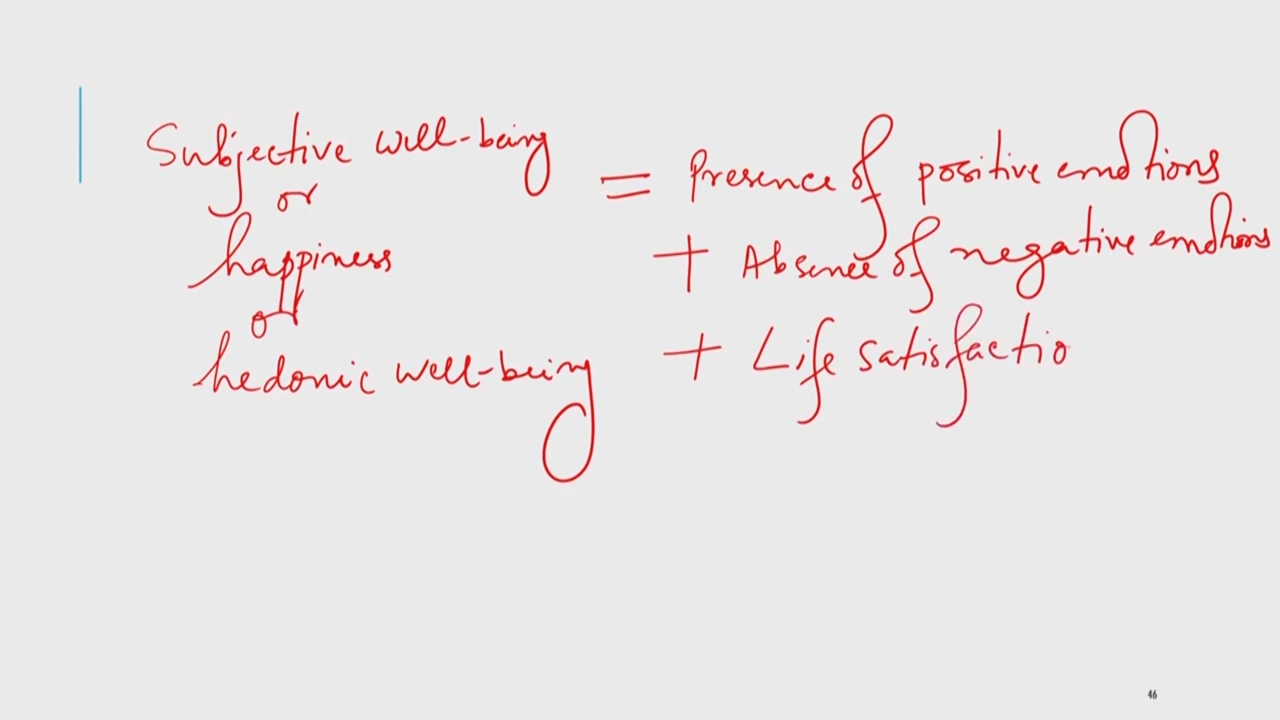 Subjective well-being
or
happiness
or
hedonic well-being
= Presence of positive emotions
+ Absence of negative emotions
+ Life satisfactio
46